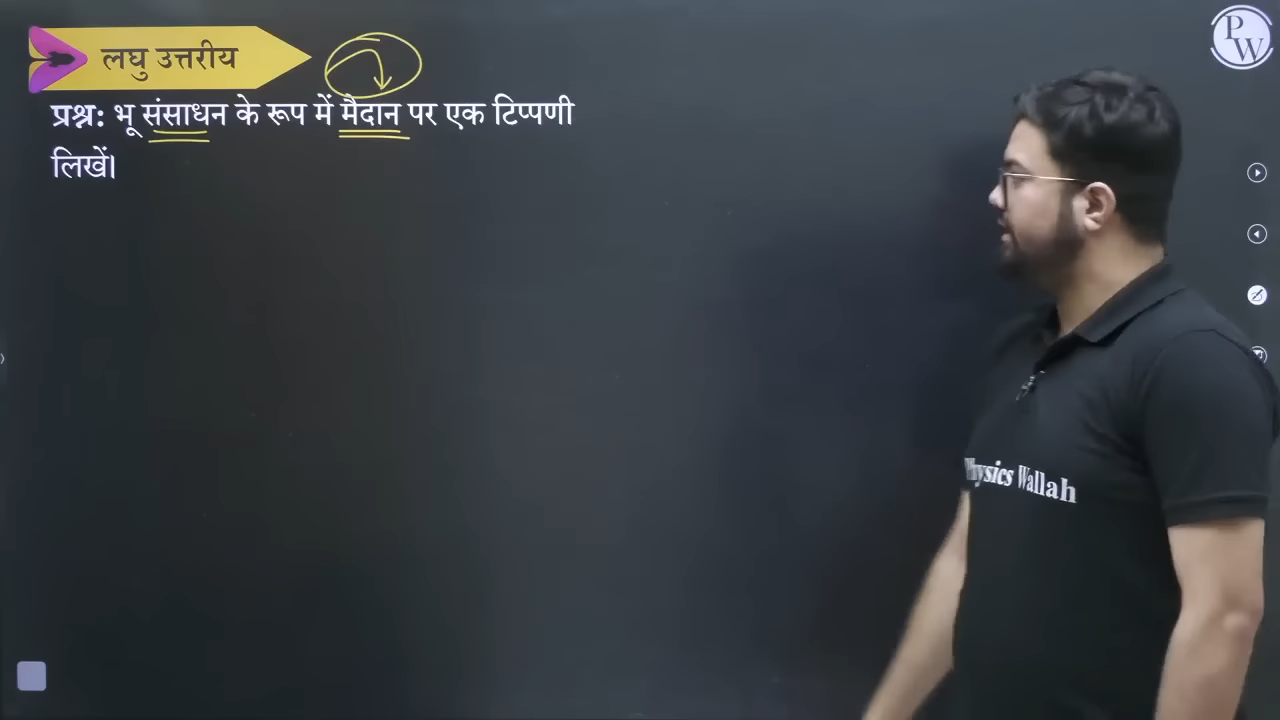 PW
लघु उत्तरीय
प्रश्न: भू संसाधन के रूप में मैदान पर एक टिप्पणी
लिखें।
Physics Wallah